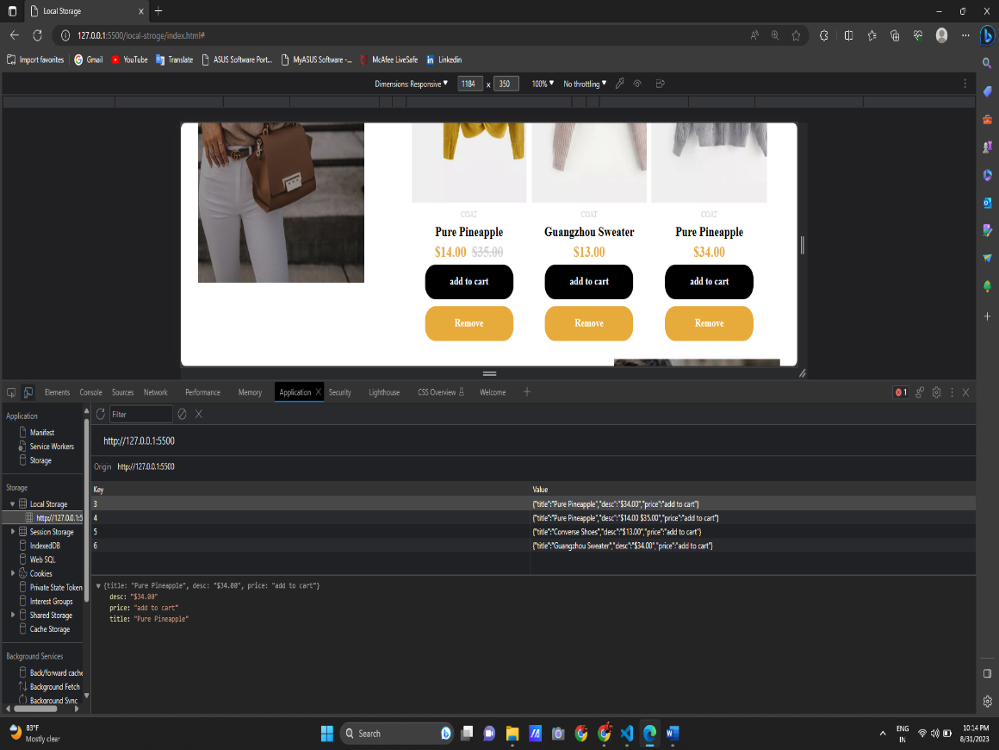 Local Storage
127.0.0.1:5500/local-stroge/index.html#
Import favorites Gmail YouTube Translate ASUS Software Port... MyASUS Software -... McAfee LiveSafe Linkedin
Dimensions: Responsive 1184 x 350 100% No throttling
COAT COAT COAT
Pure Pineapple Guangzhou Sweater Pure Pineapple
$14.00 $35.00 $13.00 $34.00
add to cart add to cart add to cart
Remove Remove Remove
Elements Console Sources Network Performance Memory Application Security Lighthouse CSS Overview Welcome 1
Application
Manifest
Service Workers
Storage
Storage
Local Storage
http://127.0.0.1:5
Session Storage
IndexedDB
Web SQL
Cookies
Private State Token
Interest Groups
Shared Storage
Cache Storage
Background Services
Back/forward cache
Background Fetch
Background Sync
Filter
http://127.0.0.1:5500
Origin http://127.0.0.1:5500
Key Value
3 {"title":"Pure Pineapple","desc":"$34.00","price":"add to cart"}
4 {"title":"Pure Pineapple","desc":"$14.00 $35.00","price":"add to cart"}
5 {"title":"Converse Shoes","desc":"$13.00","price":"add to cart"}
6 {"title":"Guangzhou Sweater","desc":"$34.00","price":"add to cart"}
{title: "Pure Pineapple", desc: "$34.00", price: "add to cart"}
desc: "$34.00"
price: "add to cart"
title: "Pure Pineapple"
83°F
Mostly clear
Search
ENG
IN
10:14 PM
8/31/2023